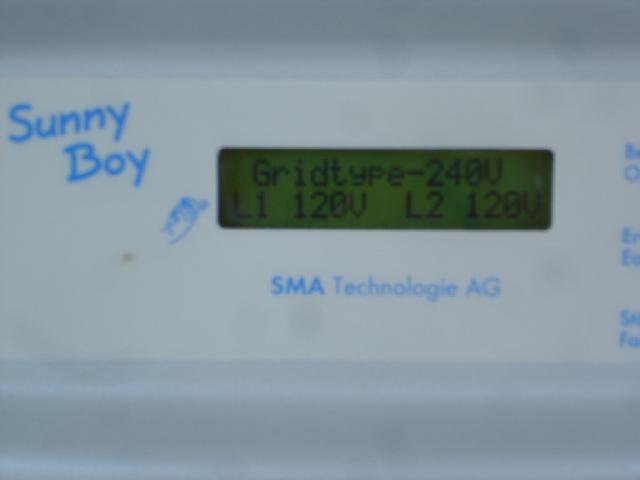 Sunny
Boy
Gridtype-240V
L1 120V L2 120V
SMA Technologie AG